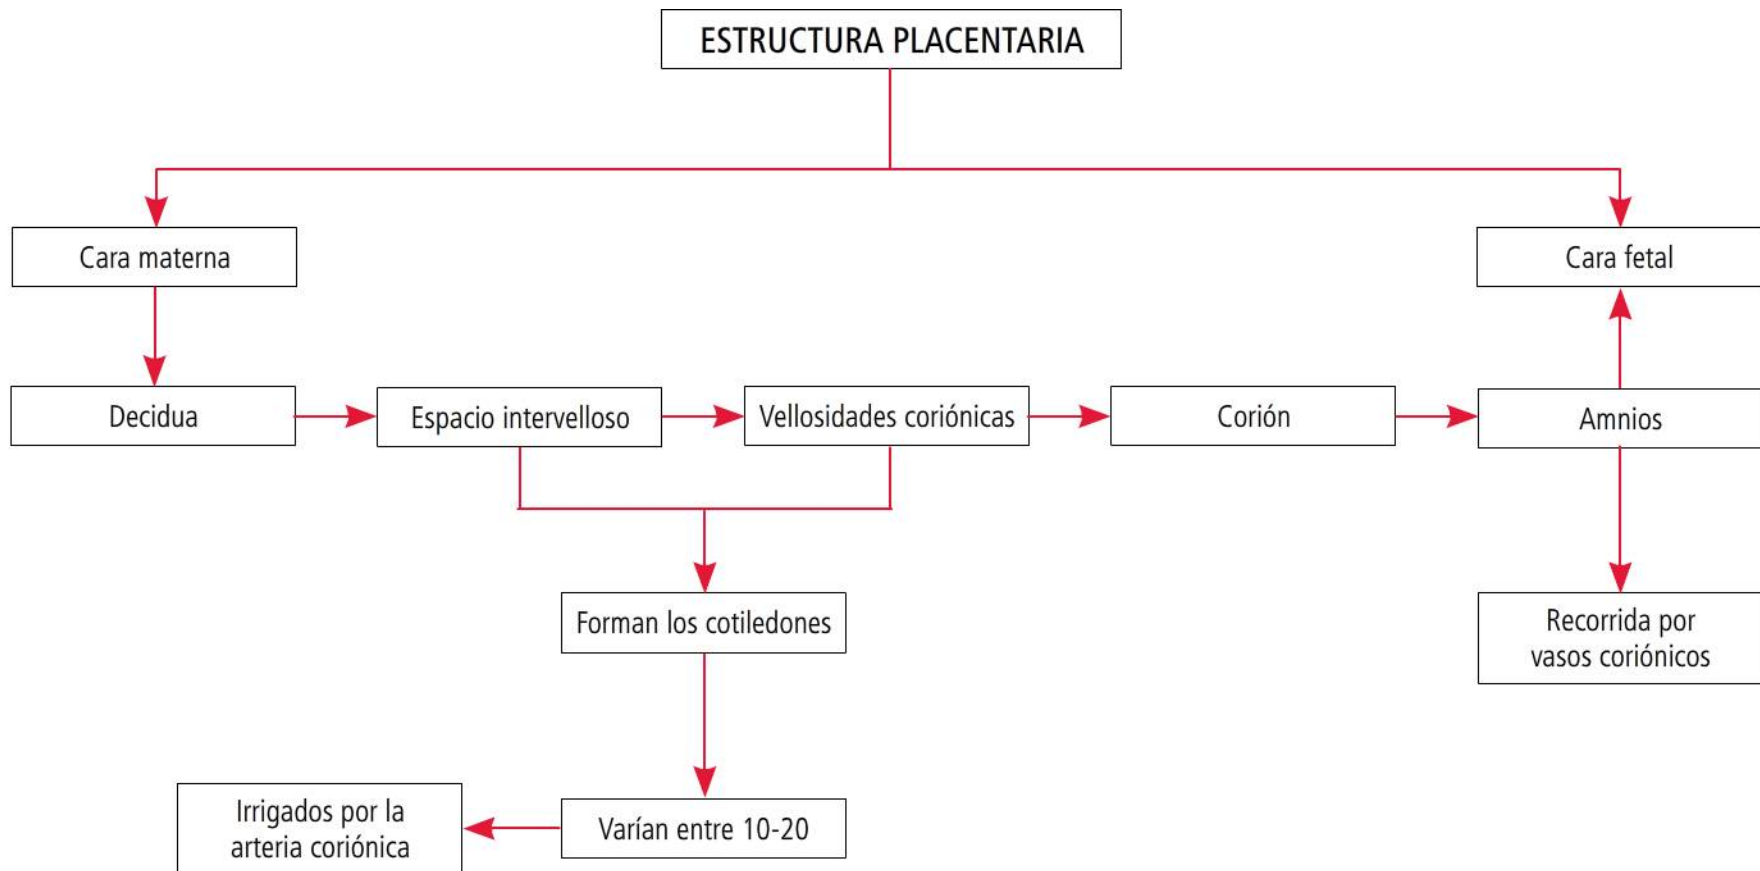 ESTRUCTURA PLACENTARIA
Cara materna
Cara fetal
Decidua
Espacio intervelloso
Vellosidades coriónicas
Corión
Amnios
Forman los cotiledones
Recorrida por
vasos coriónicos
Irrigados por la
arteria coriónica
Varían entre 10-20